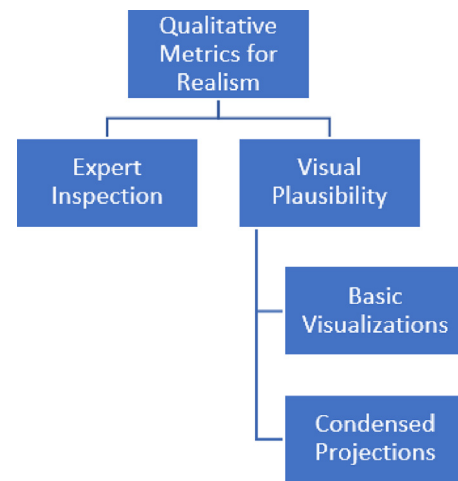 Qualitative
Metrics for
Realism
Expert
Inspection
Visual
Plausibility
Basic
Visualizations
Condensed
Projections